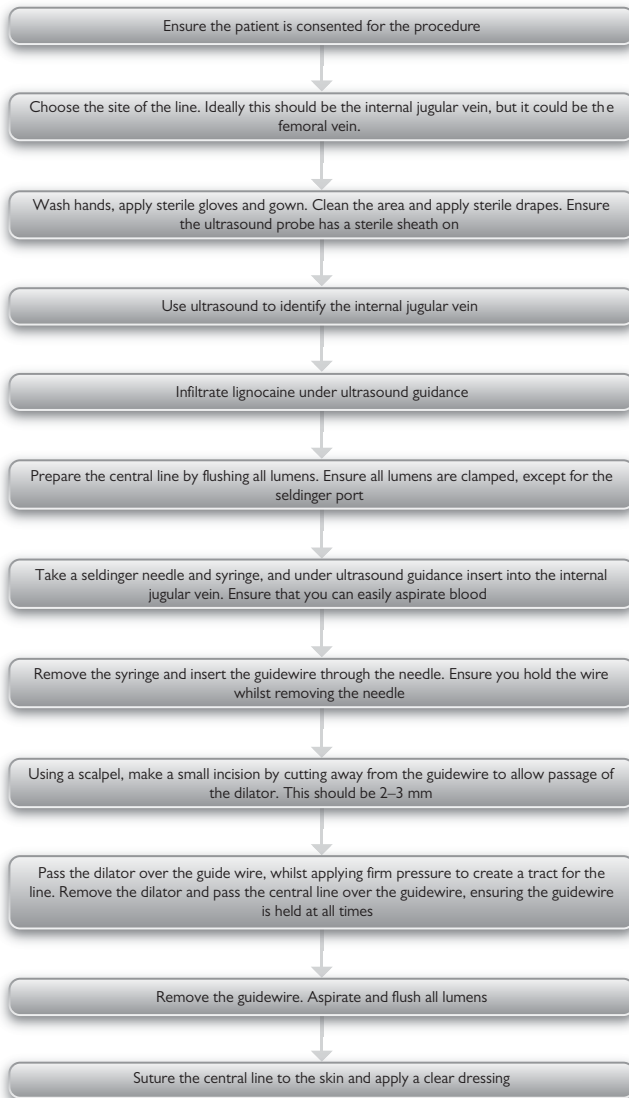 Ensure the patient is consented for the procedure
Choose the site of the line. Ideally this should be the internal jugular vein, but it could be the
femoral vein.
Wash hands, apply sterile gloves and gown. Clean the area and apply sterile drapes. Ensure
the ultrasound probe has a sterile sheath on
Use ultrasound to identify the internal jugular vein
Infiltrate lignocaine under ultrasound guidance
Prepare the central line by flushing all lumens. Ensure all lumens are clamped, except for the
seldinger port
Take a seldinger needle and syringe, and under ultrasound guidance insert into the internal
jugular vein. Ensure that you can easily aspirate blood
Remove the syringe and insert the guidewire through the needle. Ensure you hold the wire
whilst removing the needle
Using a scalpel, make a small incision by cutting away from the guidewire to allow passage of
the dilator. This should be 2–3 mm
Pass the dilator over the guide wire, whilst applying firm pressure to create a tract for the
line. Remove the dilator and pass the central line over the guidewire, ensuring the guidewire
is held at all times
Remove the guidewire. Aspirate and flush all lumens
Suture the central line to the skin and apply a clear dressing